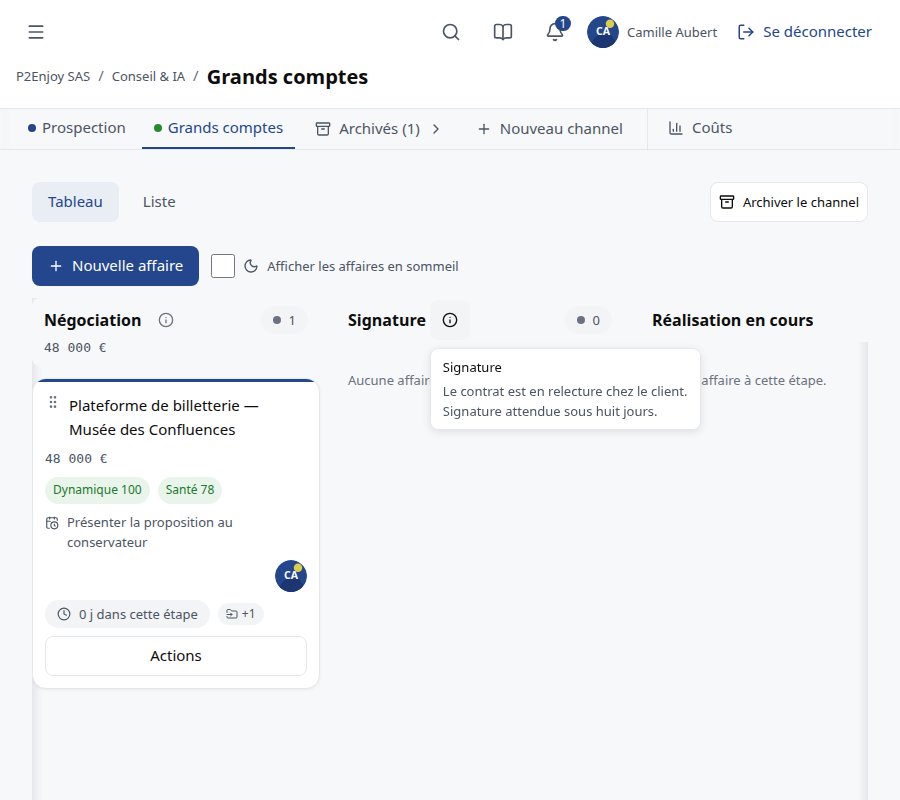 1
CA
Camille Aubert
Se déconnecter
P2Enjoy SAS / Conseil & IA / Grands comptes
Prospection
Grands comptes
Archivés (1)
Nouveau channel
Coûts
Tableau
Liste
Archiver le channel
Nouvelle affaire
Afficher les affaires en sommeil
Négociation
1
48 000 €
Signature
0
Réalisation en cours
Aucune affair
affaire à cette étape.
Signature
Le contrat est en relecture chez le client.
Signature attendue sous huit jours.
Plateforme de billetterie —
Musée des Confluences
48 000 €
Dynamique 100
Santé 78
Présenter la proposition au
conservateur
CA
0 j dans cette étape
+1
Actions